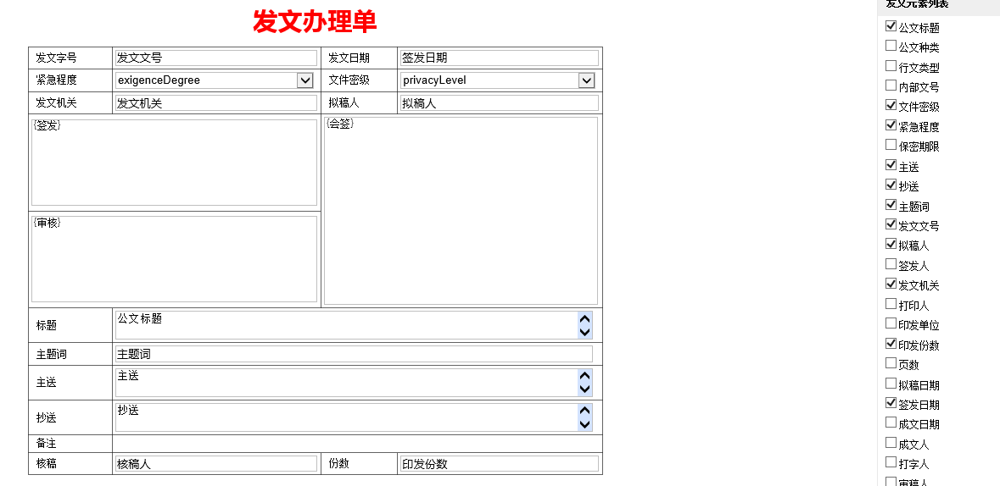 发文办理单
发文字号 发文文号 发文日期 签发日期
紧急程度 exigenceDegree 文件密级 privacyLevel
发文机关 发文机关 拟稿人 拟稿人
{签发} {会签}
{审核}
标题 公文标题
主题词 主题词
主送 主送
抄送 抄送
备注
核稿 核稿人 份数 印发份数
发文元素列表
公文标题
公文种类
行文类型
内部文号
文件密级
紧急程度
保密期限
主送
抄送
主题词
发文文号
拟稿人
签发人
发文机关
打印人
印发单位
印发份数
页数
拟稿日期
签发日期
成文日期
成文人
打字人
审稿人